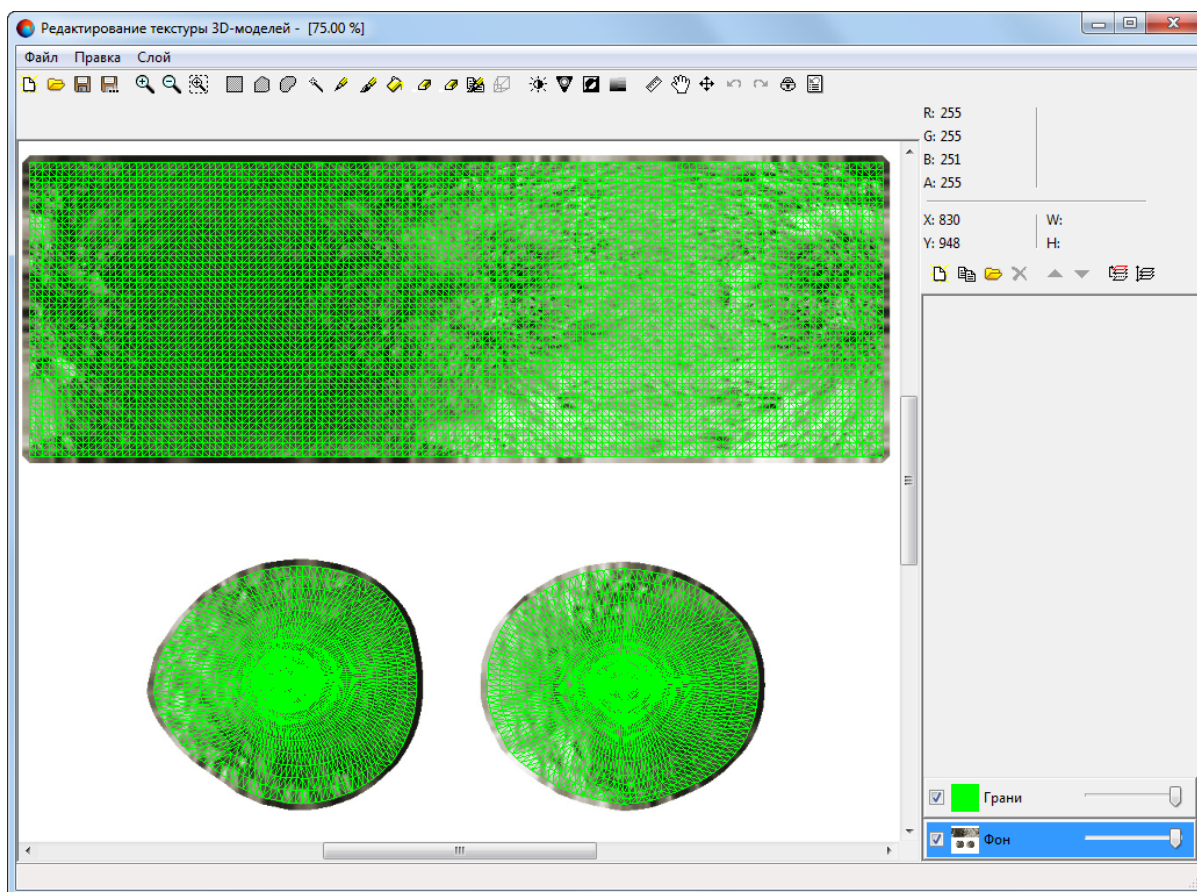 Редактирование текстуры 3D-моделей - [75.00 %]
Файл Правка Слой
R: 255
G: 255
B: 251
A: 255
X: 830
W:
Y: 948
H:
Грани
Фон